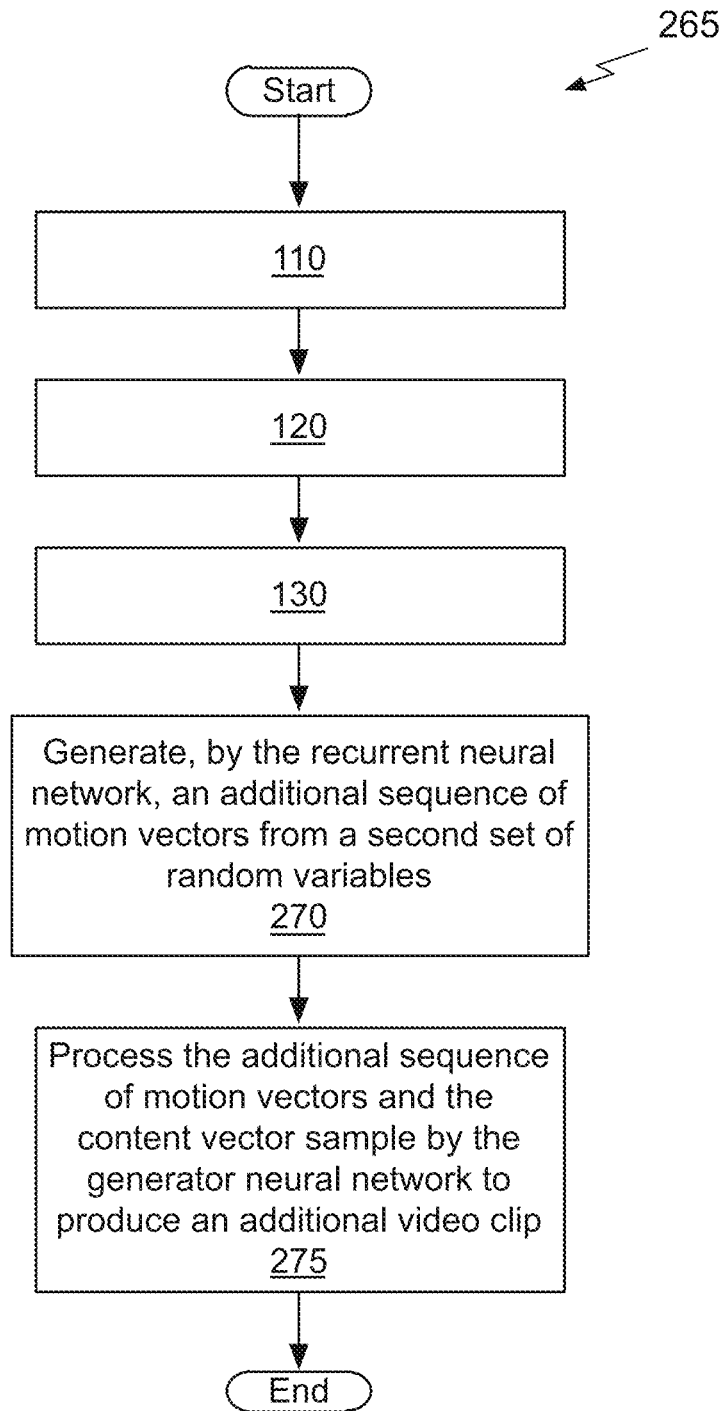 265
Start
110
120
130
Generate, by the recurrent neural
network, an additional sequence of
motion vectors from a second set of
random variables
270
Process the additional sequence
of motion vectors and the
content vector sample by the
generator neural network to
produce an additional video clip
275
End